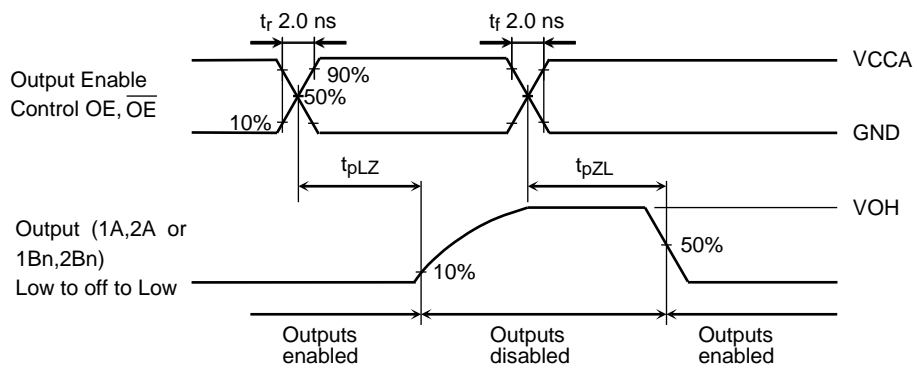 tr 2.0 ns
tf 2.0 ns
VCCA
Output Enable
Control OE, OE
90%
50%
10%
GND
tpLZ
tpZL
VOH
Output (1A,2A or
1Bn,2Bn)
Low to off to Low
10%
50%
Outputs
enabled
Outputs
disabled
Outputs
enabled